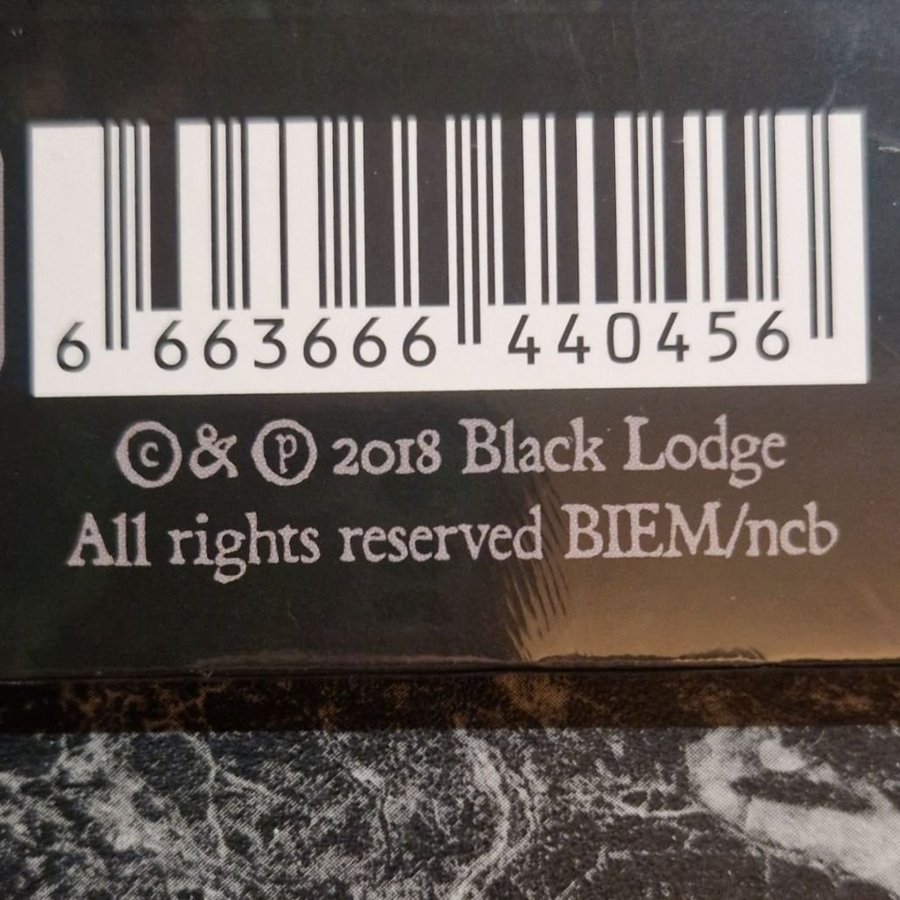 6 663666 440456
©&℗ 2018 Black Lodge
All rights reserved BIEM/ncb